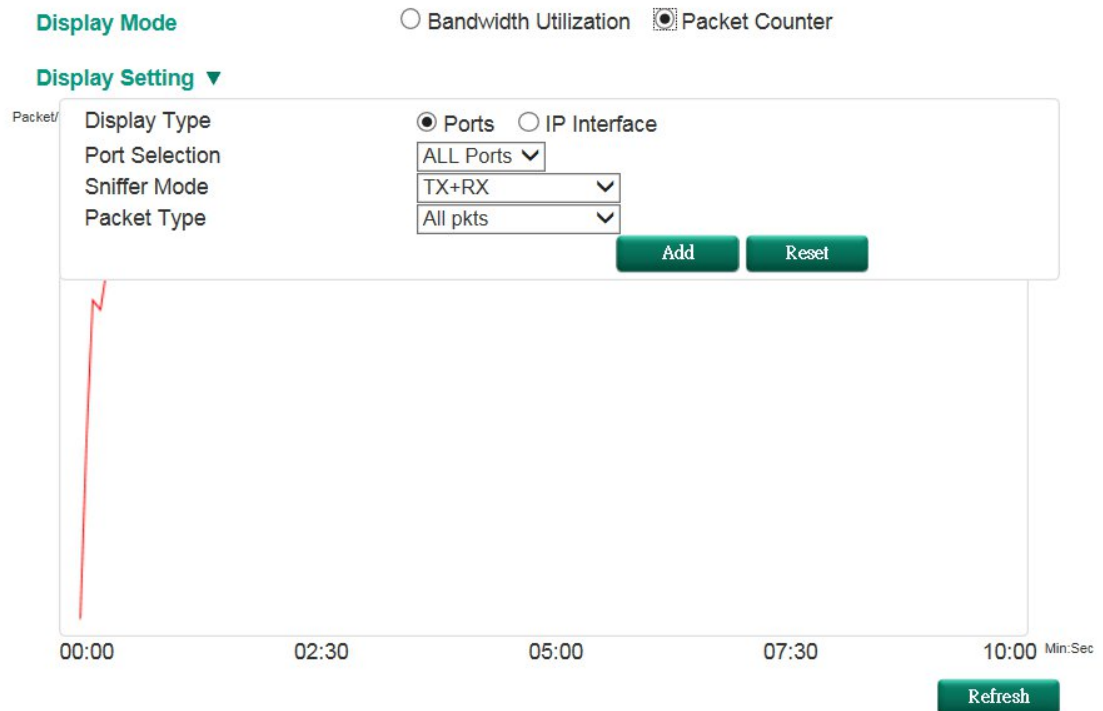 Display Mode Bandwidth Utilization Packet Counter
Display Setting ▼
Packet/
Display Type Ports IP Interface
Port Selection ALL Ports
Sniffer Mode TX+RX
Packet Type All pkts
Add Reset
00:00 02:30 05:00 07:30 10:00 Min:Sec
Refresh